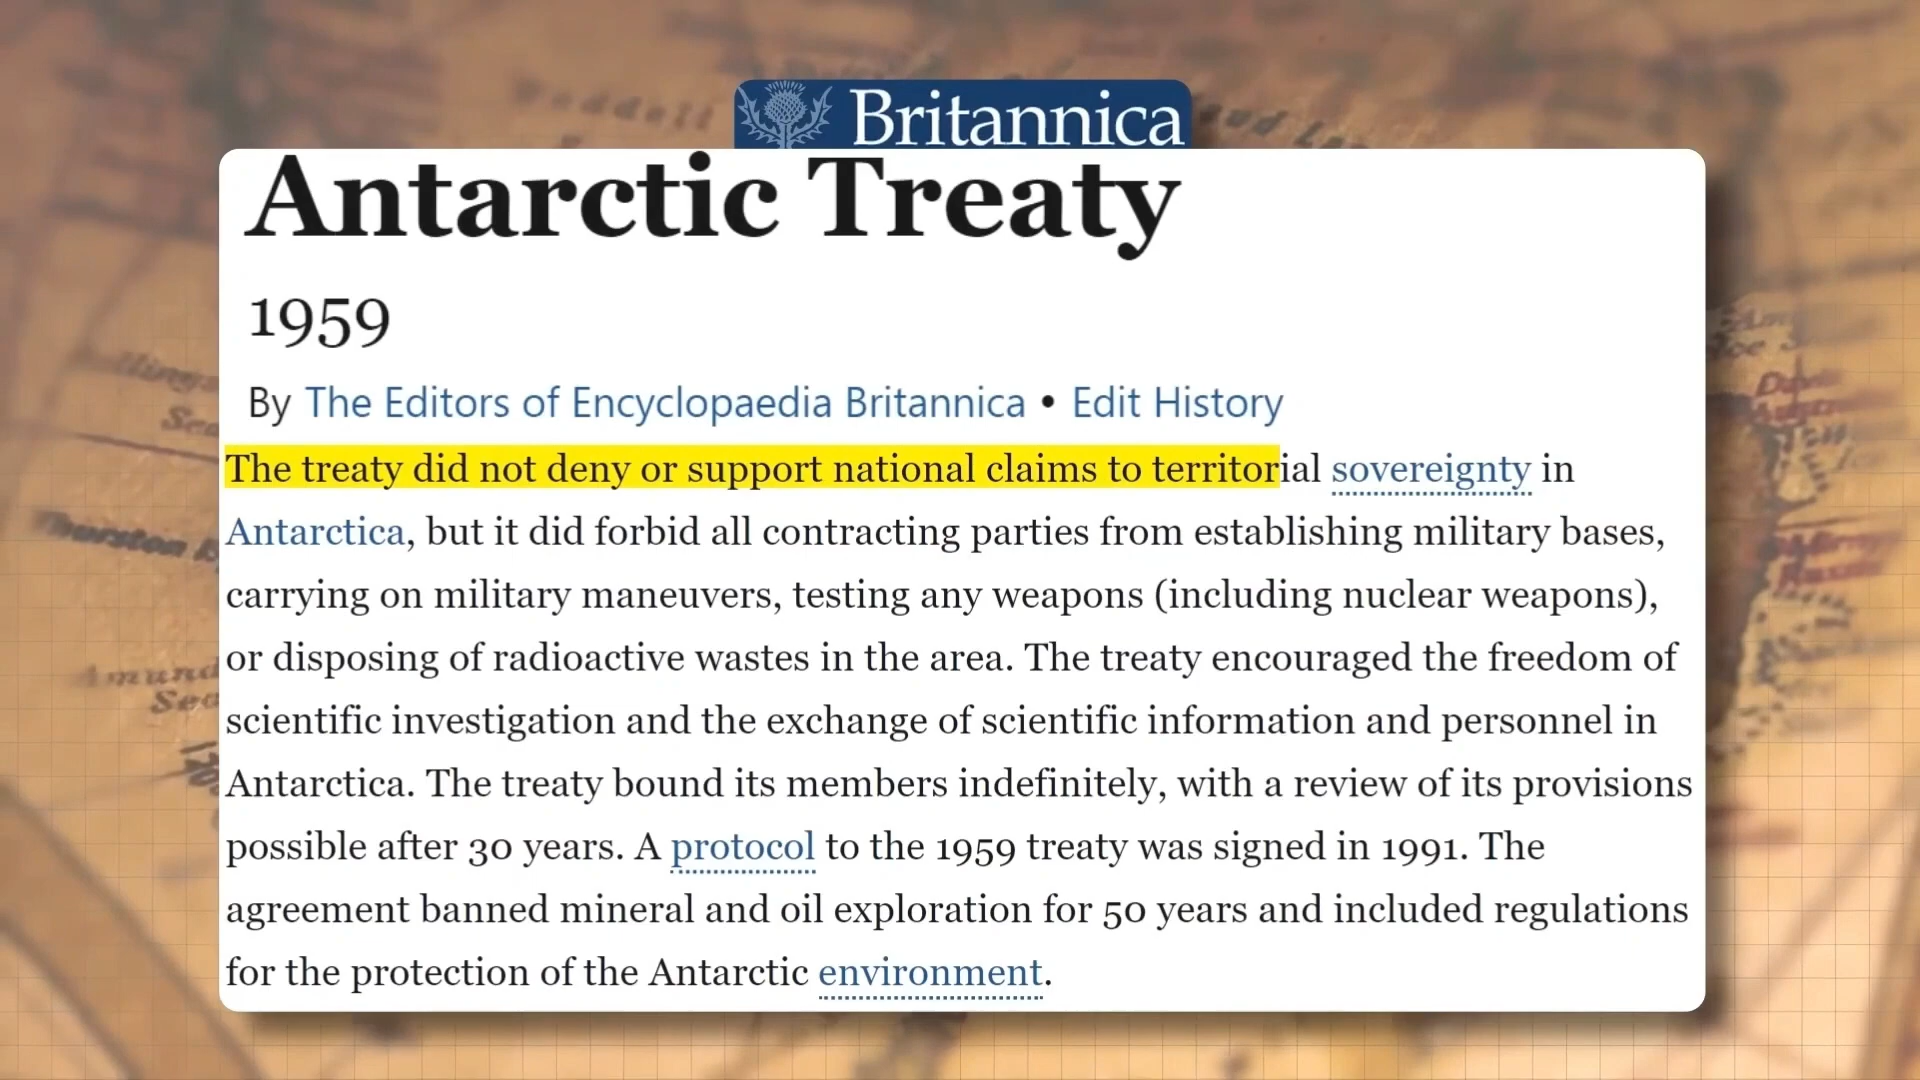 Britannica
Antarctic Treaty
1959
By The Editors of Encyclopaedia Britannica • Edit History
The treaty did not deny or support national claims to territorial sovereignty in
Antarctica, but it did forbid all contracting parties from establishing military bases,
carrying on military maneuvers, testing any weapons (including nuclear weapons),
or disposing of radioactive wastes in the area. The treaty encouraged the freedom of
scientific investigation and the exchange of scientific information and personnel in
Antarctica. The treaty bound its members indefinitely, with a review of its provisions
possible after 30 years. A protocol to the 1959 treaty was signed in 1991. The
agreement banned mineral and oil exploration for 50 years and included regulations
for the protection of the Antarctic environment.
Weddell
Thurston
Sea